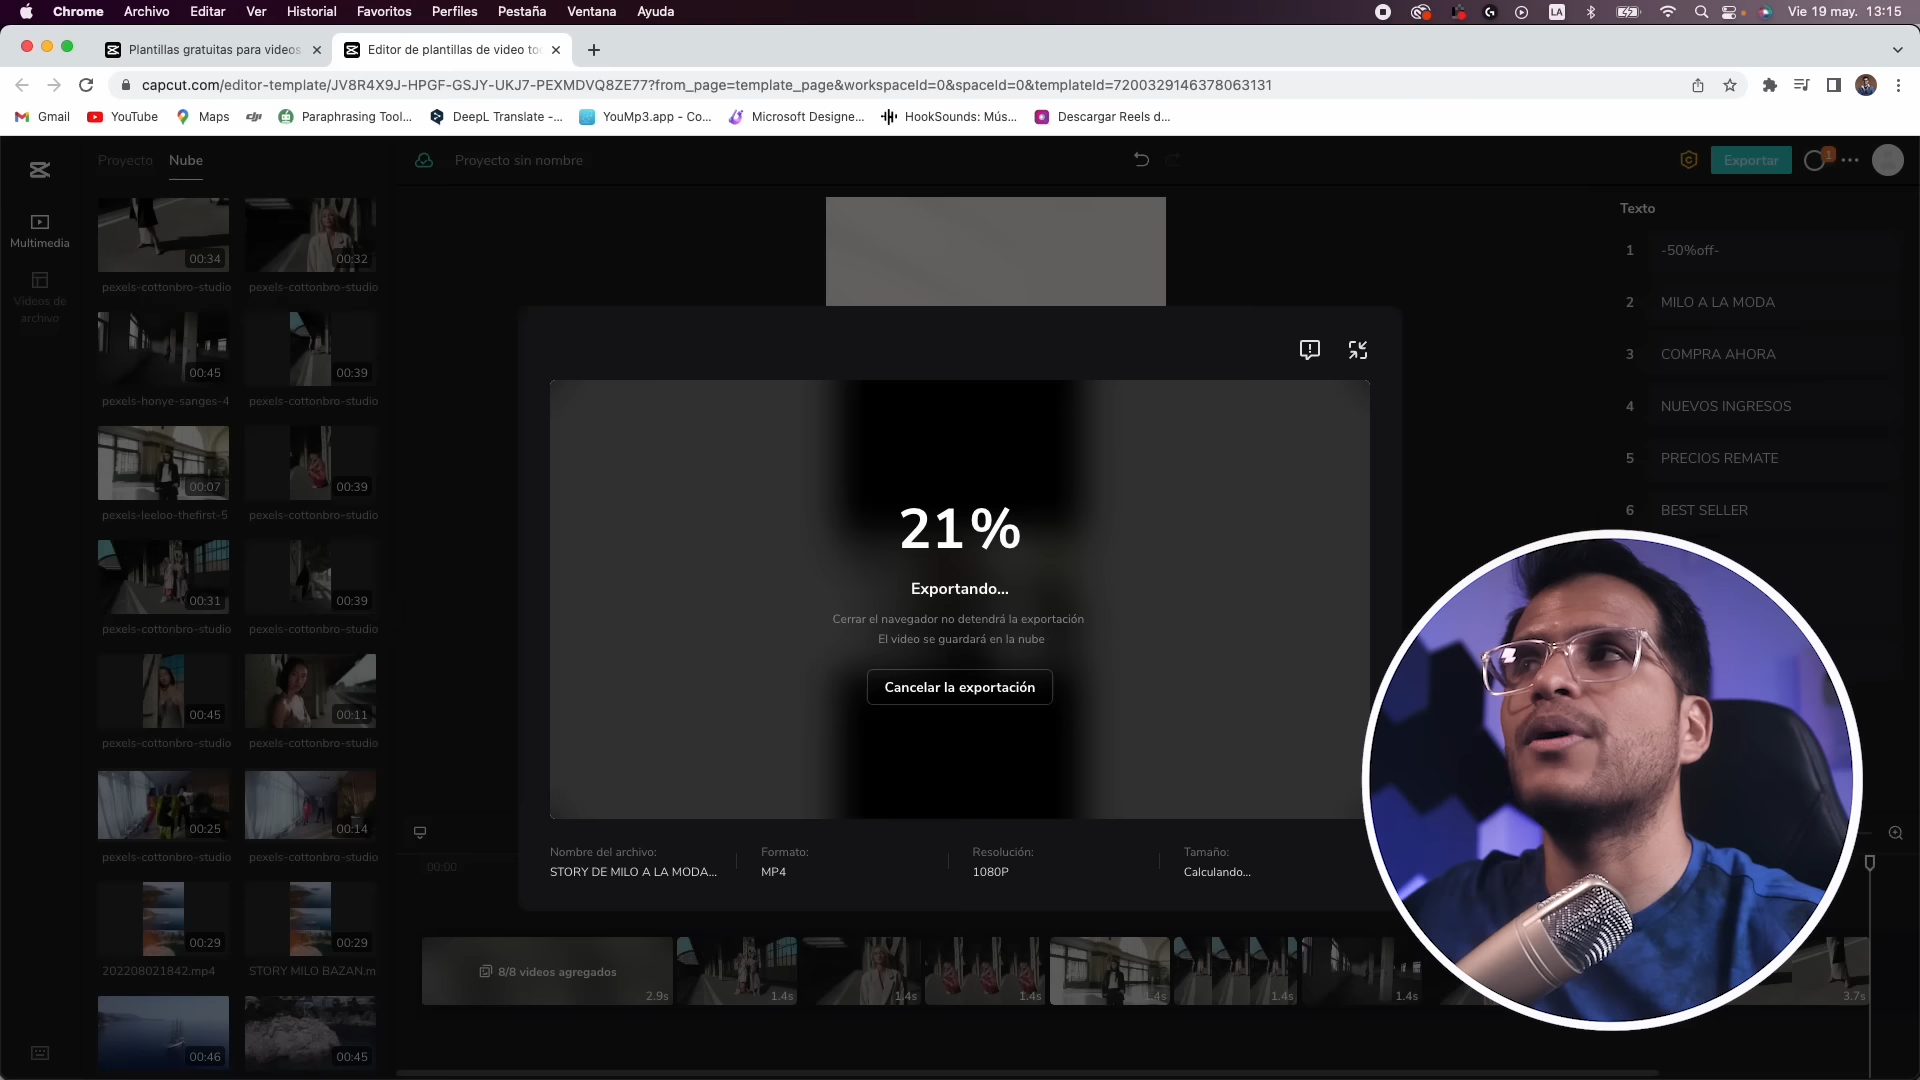 Chrome Archivo Editar Ver Historial Favoritos Perfiles Pestaña Ventana Ayuda LA Vie 19 may. 13:15
Plantillas gratuitas para videos
Editor de plantillas de video to
capcut.com/editor-template/JV8R4X9J-HPGF-GSJY-UKJ7-PEXMDVQ8ZE77?from_page=template_page&workspaceId=0&spaceId=0&templateId=7200329146378063131
Gmail YouTube Maps Paraphrasing Tool... DeepL Translate -... YouMp3.app - Co... Microsoft Designe... HookSounds: Mús... Descargar Reels d...
Proyecto Nube
Proyecto sin nombre
Exportar
1
Multimedia
Videos de
archivo
00:34 00:32
pexels-cottonbro-studio pexels-cottonbro-studio
00:45 00:39
pexels-honye-sanges-4 pexels-cottonbro-studio
00:07 00:39
pexels-leeloo-thefirst-5 pexels-cottonbro-studio
00:31 00:39
pexels-cottonbro-studio pexels-cottonbro-studio
00:45 00:11
pexels-cottonbro-studio pexels-cottonbro-studio
00:25 00:14
pexels-cottonbro-studio pexels-cottonbro-studio
00:29 00:29
202208021842.mp4 STORY MILO BAZAN.m
00:46 00:45
Texto
1 -50%off-
2 MILO A LA MODA
3 COMPRA AHORA
4 NUEVOS INGRESOS
5 PRECIOS REMATE
6 BEST SELLER
21%
Exportando...
Cerrar el navegador no detendrá la exportación
El video se guardará en la nube
Cancelar la exportación
Nombre del archivo: Formato: Resolución: Tamaño:
STORY DE MILO A LA MODA... MP4 1080P Calculando...
00:00
8/8 videos agregados
2.9s 1.4s 1.4s 1.4s 1.4s 1.4s 1.4s 3.7s